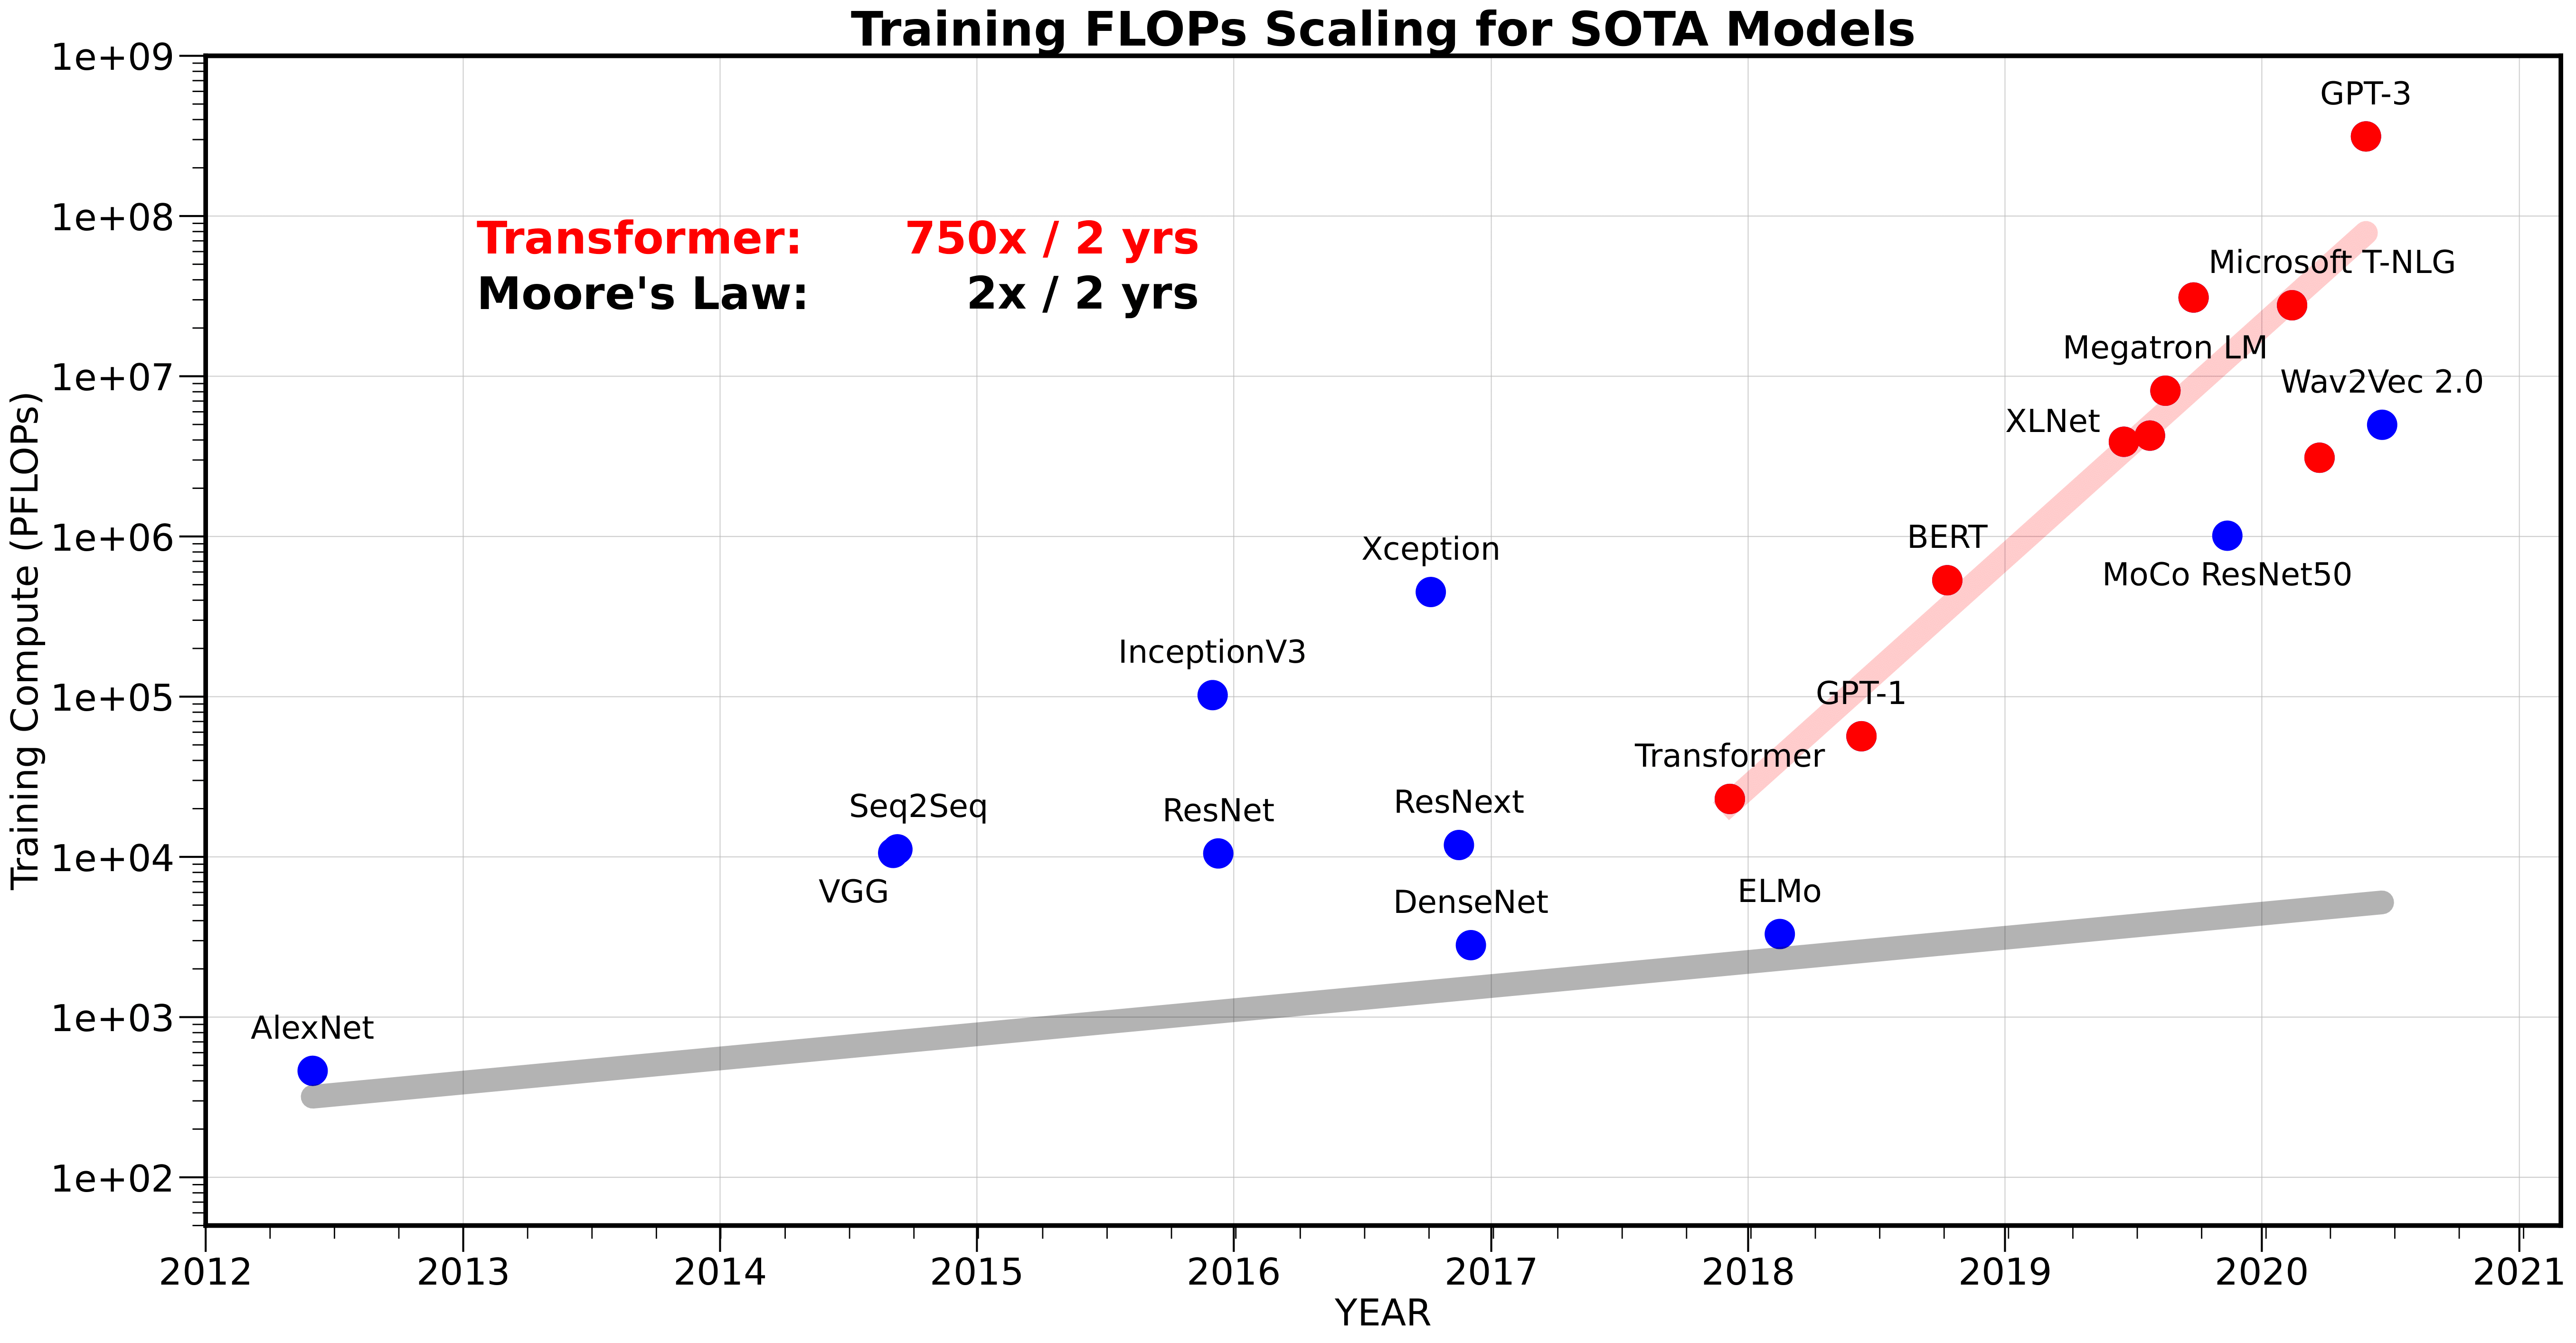 Training FLOPs Scaling for SOTA Models
1e+09
GPT-3
1e+08
Transformer: 750x / 2 yrs
Moore's Law: 2x / 2 yrs
Microsoft T-NLG
Megatron LM
1e+07
Wav2Vec 2.0
XLNet
1e+06
BERT
Xception
MoCo ResNet50
InceptionV3
1e+05
GPT-1
Transformer
Seq2Seq
ResNet
ResNext
1e+04
VGG
DenseNet
ELMo
1e+03
AlexNet
1e+02
Training Compute (PFLOPs)
2012 2013 2014 2015 2016 2017 2018 2019 2020 2021
YEAR